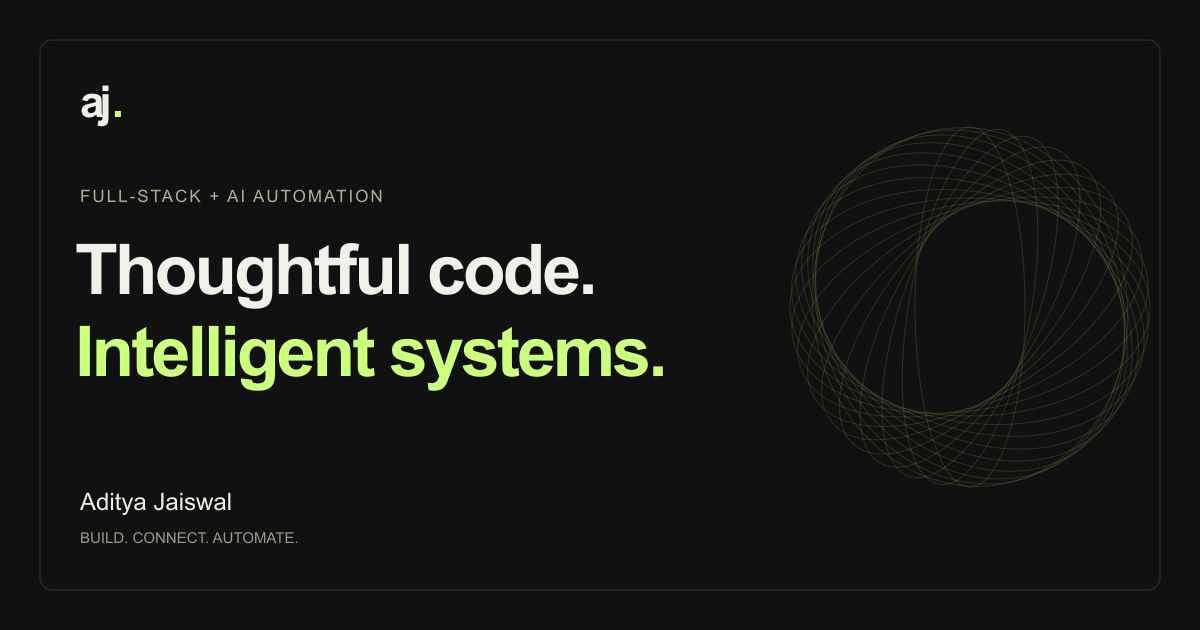 aj.
FULL-STACK + AI AUTOMATION
Thoughtful code.
Intelligent systems.
Aditya Jaiswal
BUILD. CONNECT. AUTOMATE.